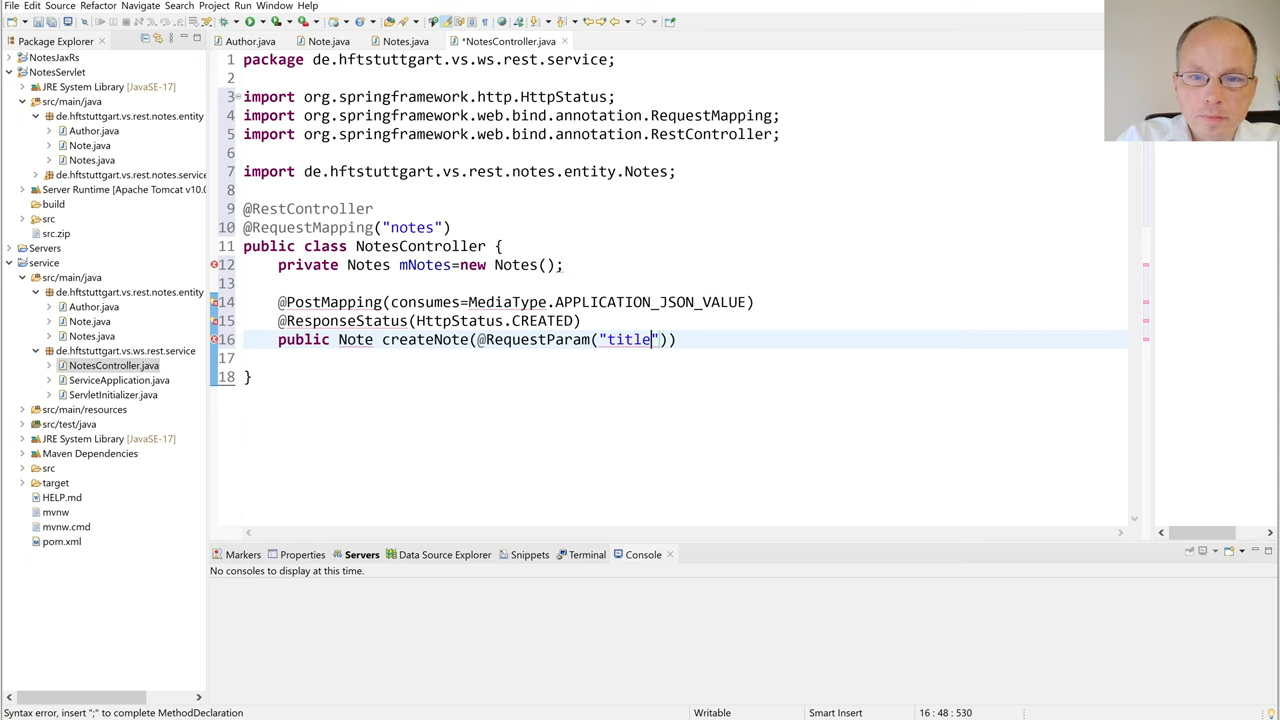 File Edit Source Refactor Navigate Search Project Run Window Help
Package Explorer
Author.java
Note.java
Notes.java
*NotesController.java
NotesJaxRs
NotesServlet
JRE System Library [JavaSE-17]
src/main/java
de.hftstuttgart.vs.rest.notes.entity
Author.java
Note.java
Notes.java
de.hftstuttgart.vs.rest.notes.service
Server Runtime [Apache Tomcat v10.0
build
src
src.zip
Servers
service
src/main/java
de.hftstuttgart.vs.rest.notes.entity
Author.java
Note.java
Notes.java
de.hftstuttgart.vs.ws.rest.service
NotesController.java
ServiceApplication.java
ServletInitializer.java
src/main/resources
src/test/java
JRE System Library [JavaSE-17]
Maven Dependencies
src
target
HELP.md
mvnw
mvnw.cmd
pom.xml
1 package de.hftstuttgart.vs.ws.rest.service;
2
3 import org.springframework.http.HttpStatus;
4 import org.springframework.web.bind.annotation.RequestMapping;
5 import org.springframework.web.bind.annotation.RestController;
6
7 import de.hftstuttgart.vs.rest.notes.entity.Notes;
8
9 @RestController
10 @RequestMapping("notes")
11 public class NotesController {
12 private Notes mNotes=new Notes();
13
14 @PostMapping(consumes=MediaType.APPLICATION_JSON_VALUE)
15 @ResponseStatus(HttpStatus.CREATED)
16 public Note createNote(@RequestParam("title"))
17
18 }
Markers Properties Servers Data Source Explorer Snippets Terminal Console
No consoles to display at this time.
Syntax error, insert ";" to complete MethodDeclaration
Writable
Smart Insert
16 : 48 : 530